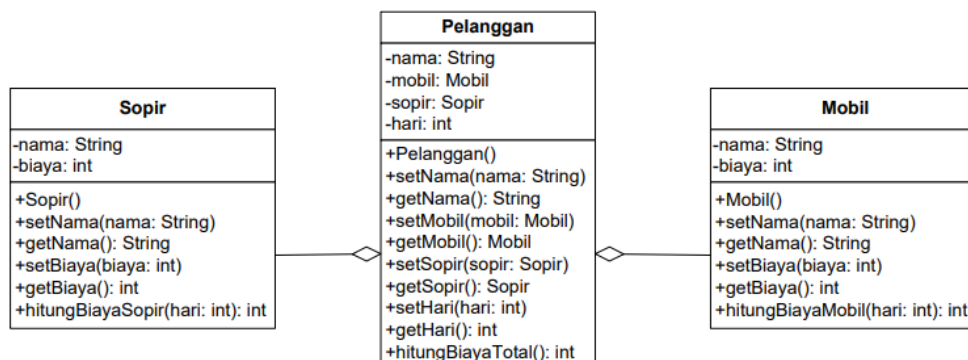 Pelanggan
-nama: String
-mobil: Mobil
-sopir: Sopir
-hari: int
+Pelanggan()
+setNama(nama: String)
+getNama(): String
+setMobil(mobil: Mobil)
+getMobil(): Mobil
+setSopir(sopir: Sopir)
+getSopir(): Sopir
+setHari(hari: int)
+getHari(): int
+hitungBiayaTotal(): int
Sopir
-nama: String
-biaya: int
+Sopir()
+setNama(nama: String)
+getNama(): String
+setBiaya(biaya: int)
+getBiaya(): int
+hitungBiayaSopir(hari: int): int
Mobil
-nama: String
-biaya: int
+Mobil()
+setNama(nama: String)
+getNama(): String
+setBiaya(biaya: int)
+getBiaya(): int
+hitungBiayaMobil(hari: int): int